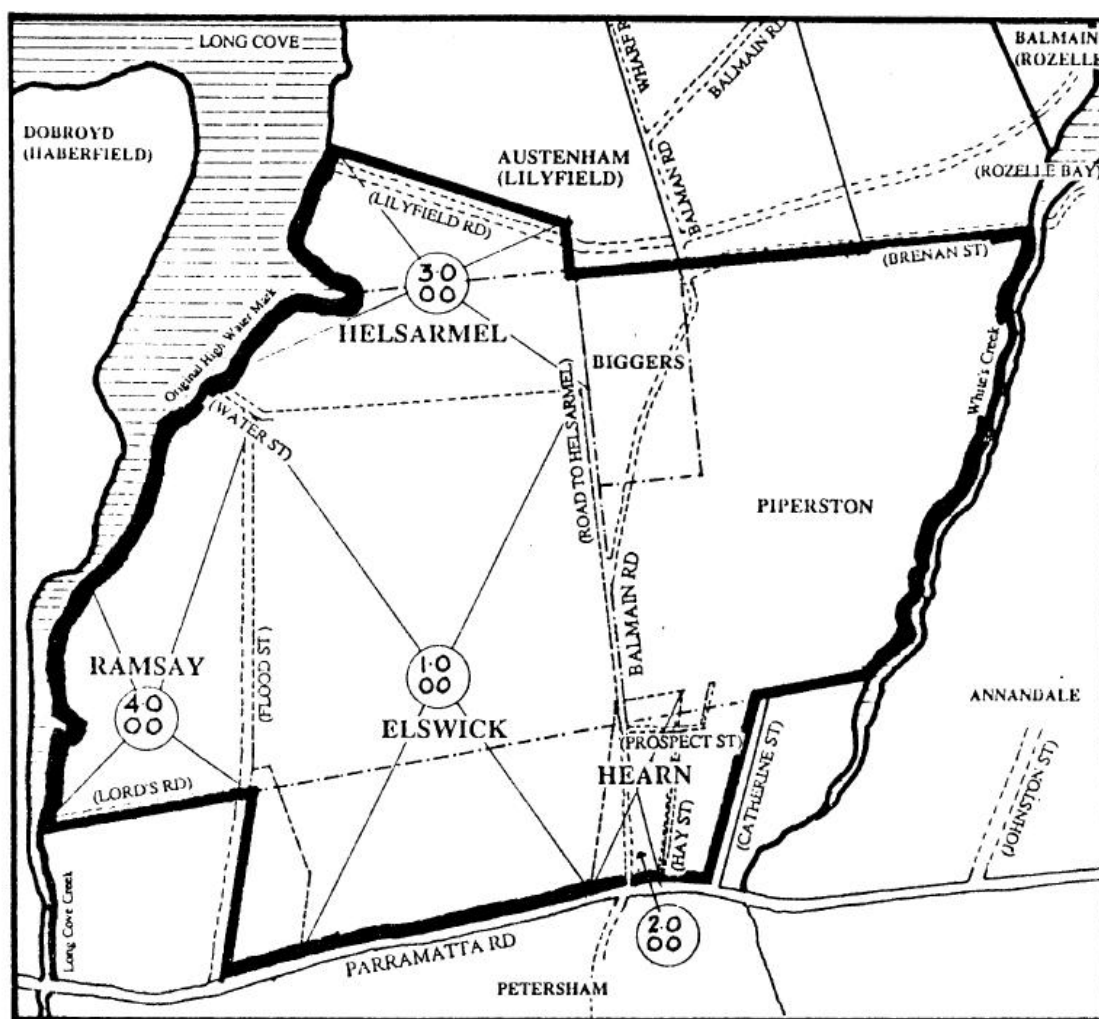 LONG COVE
WHARF R
BALMAIN RD
BALMAIN
(ROZELLE
DOBROYD
(HABERFIELD)
AUSTENHAM
(LILYFIELD)
BALMAN RD
(ROZELLE BAY)
(LILYFIELD RD)
(BRENAN ST)
3.0
00
HELSARMEL
Original High Water Mark
BIGGERS
White's Creek
(WATER ST)
(ROAD TO HELSARMEL)
PIPERSTON
BALMAIN RD
RAMSAY
4.0
00
(FLOOD ST)
1.0
00
ELSWICK
ANNANDALE
(PROSPECT ST)
HEARN
(LORD'S RD)
(HAY ST)
(CATHERINE ST)
(JOHNSTON ST)
Long Cove Creek
PARRAMATTA RD
2.0
00
PETERSHAM